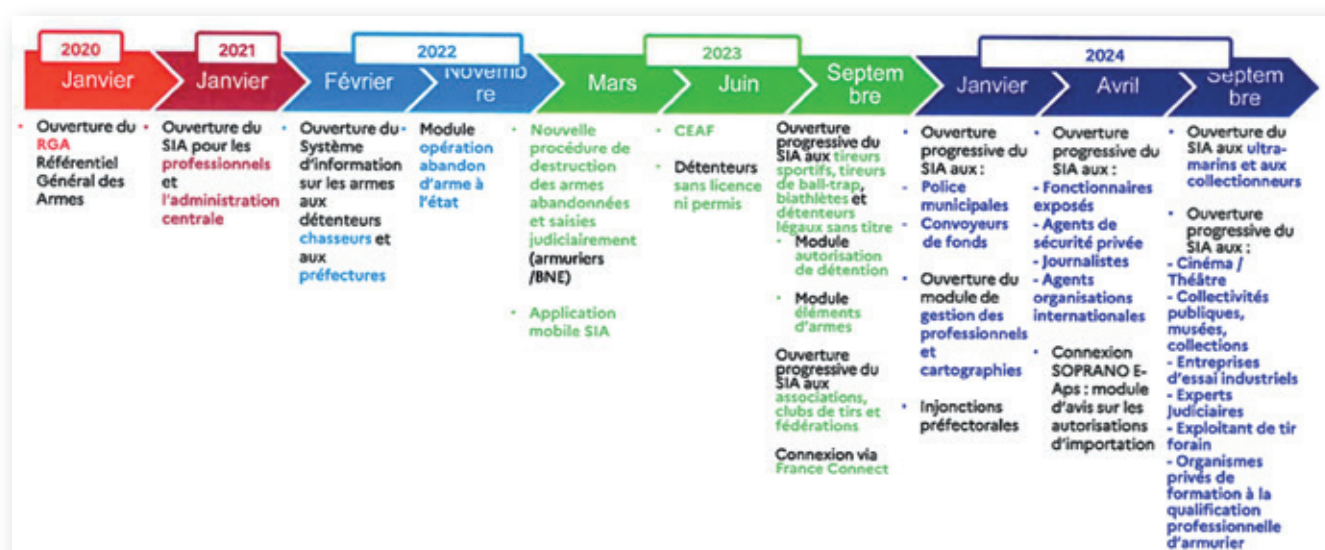 2020
2021
2022
2023
2024
Janvier
Janvier
Février
Novemb
re
Mars
Juin
Septem
bre
Janvier
Avril
Septem
bre
• Ouverture du
RGA
Référentiel
Général des
Armes
• Ouverture du
SIA pour les
professionnels
et
l'administration
centrale
• Ouverture du
Système
d'information
sur les armes
aux
détenteurs
chasseurs et
aux
préfectures
• Module
opération
abandon
d'arme à
l'état
• Nouvelle
procédure de
destruction
des armes
abandonnées
et saisies
judiciairement
(armuriers
/BNE)
• Application
mobile SIA
• CEAF
• Détenteurs
sans licence
ni permis
Ouverture
progressive du
SIA aux tireurs
sportifs, tireurs
de ball-trap,
biathlètes et
détenteurs
légaux sans titre
• Module
autorisation
de détention
• Module
éléments
d'armes
Ouverture
progressive du
SIA aux
associations,
clubs de tirs et
fédérations
Connexion via
France Connect
• Ouverture
progressive du
SIA aux :
- Police
municipales
- Convoyeurs
de fonds
• Ouverture du
module de
gestion des
professionnels
et
cartographies
• Injonctions
préfectorales
• Ouverture
progressive du
SIA aux :
- Fonctionnaires
exposés
- Agents de
sécurité privée
- Journalistes
- Agents
organisations
internationales
• Connexion
SOPRANO E-
Aps : module
d'avis sur les
autorisations
d'importation
• Ouverture du
SIA aux ultra-
marins et aux
collectionneurs
• Ouverture
progressive du
SIA aux :
- Cinéma /
Théâtre
- Collectivités
publiques,
musées,
collections
- Entreprises
d'essai industriels
- Experts
Judiciaires
- Exploitant de tir
forain
- Organismes
privés de
formation à la
qualification
professionnelle
d'armurier